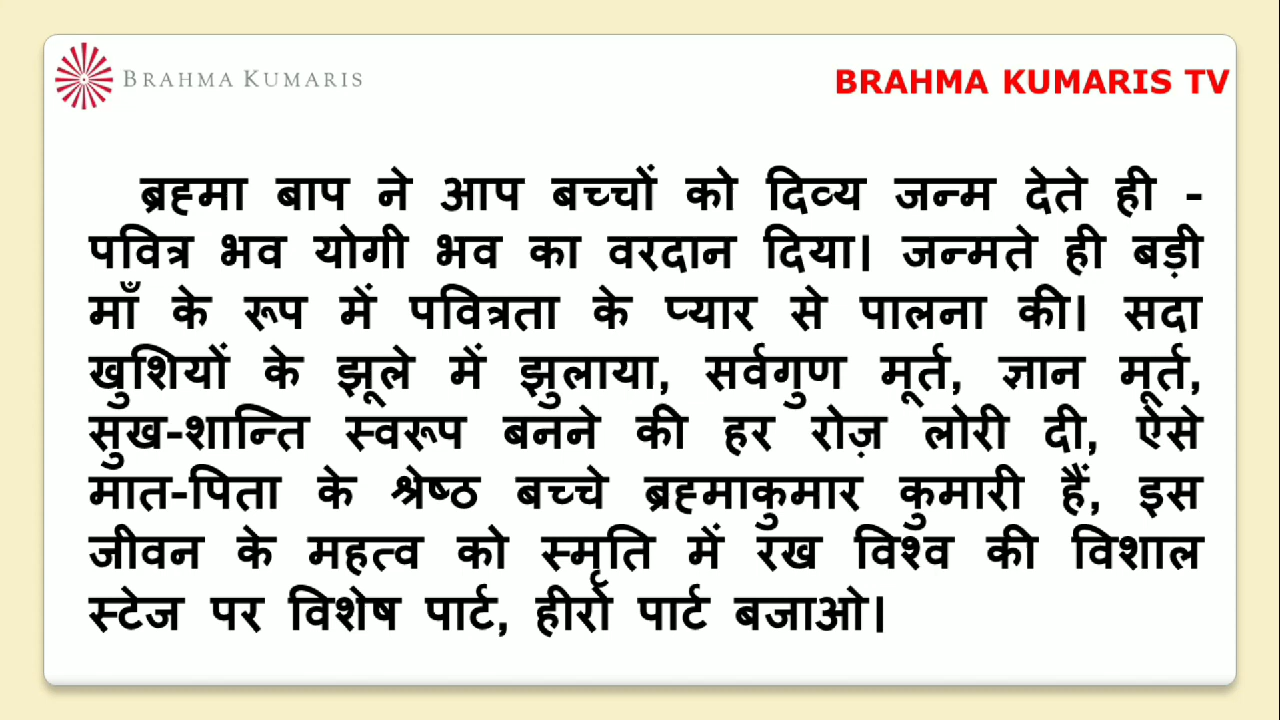 BRAHMA KUMARIS
BRAHMA KUMARIS TV
ब्रह्मा बाप ने आप बच्चों को दिव्य जन्म देते ही -
पवित्र भव योगी भव का वरदान दिया। जन्मते ही बड़ी
माँ के रूप में पवित्रता के प्यार से पालना की। सदा
खुशियों के झूले में झुलाया, सर्वगुण मूर्त, ज्ञान मूर्त,
सुख-शान्ति स्वरूप बनने की हर रोज़ लोरी दी, ऐसे
मात-पिता के श्रेष्ठ बच्चे ब्रह्माकुमार कुमारी हैं, इस
जीवन के महत्व को स्मृति में रख विश्व की विशाल
स्टेज पर विशेष पार्ट, हीरो पार्ट बजाओ।